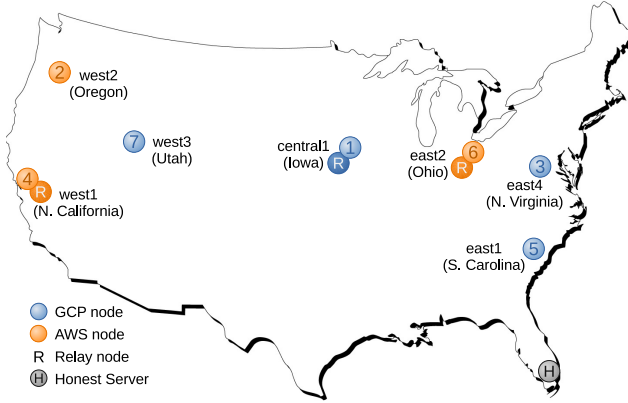 2
west2
(Oregon)
7
west3
(Utah)
central1
(Iowa)
1
R
east2
(Ohio)
6
R
3
east4
(N. Virginia)
4
R
west1
(N. California)
east1
(S. Carolina)
5
GCP node
AWS node
R Relay node
H Honest Server
H